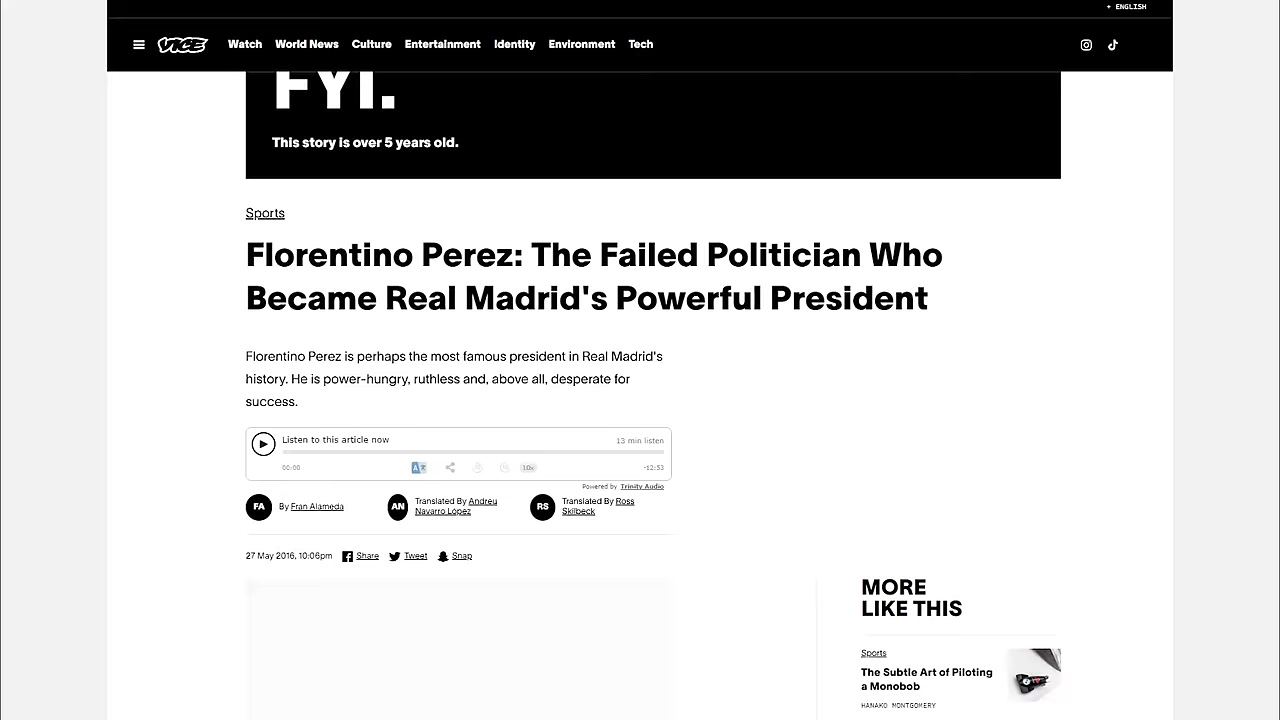 + ENGLISH
VICE Watch World News Culture Entertainment Identity Environment Tech
FYI.
This story is over 5 years old.
Sports
Florentino Perez: The Failed Politician Who
Became Real Madrid's Powerful President
Florentino Perez is perhaps the most famous president in Real Madrid's
history. He is power-hungry, ruthless and, above all, desperate for
success.
Listen to this article now
13 min listen
00:00
1.0x
-12:53
Powered by Trinity Audio
FA By Fran Alameda
AN Translated By Andreu
Navarro Lopez
RS Translated By Ross
Skilbeck
27 May 2016, 10:06pm Share Tweet Snap
MORE
LIKE THIS
Sports
The Subtle Art of Piloting
a Monobob
HANAKO MONTGOMERY